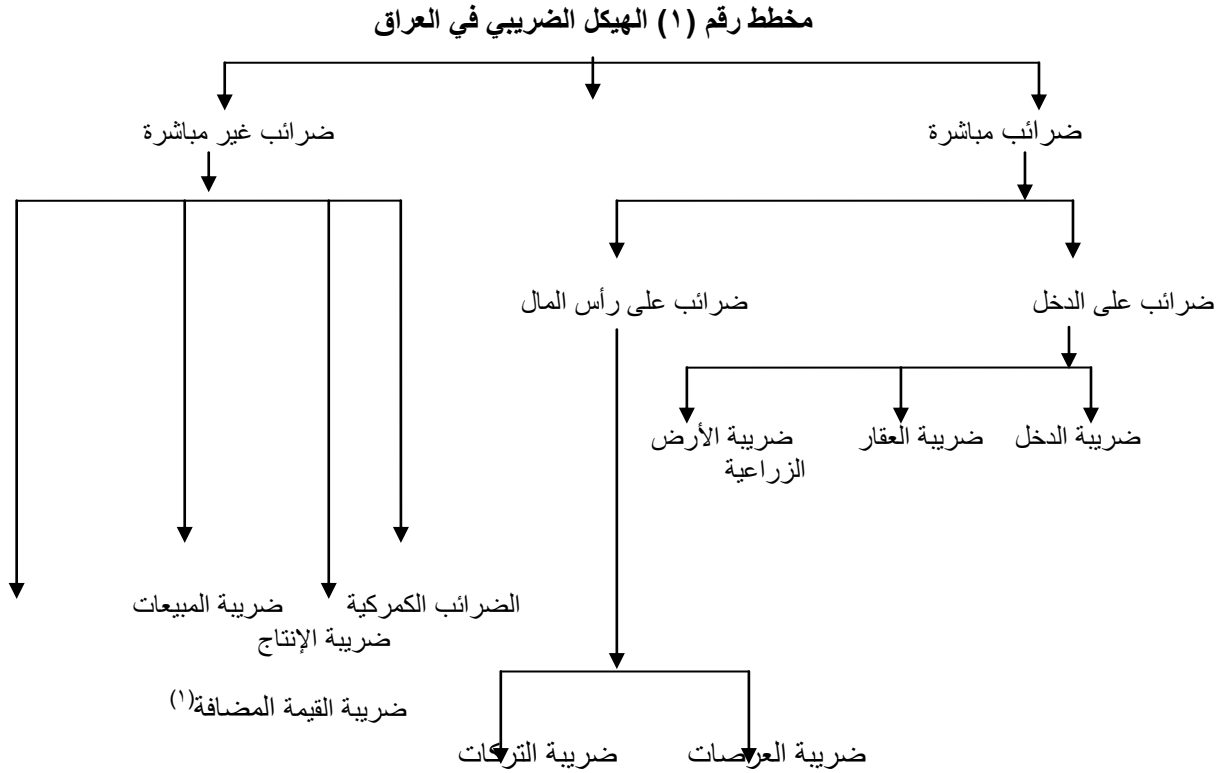 مخطط رقم (١) الهيكل الضريبي في العراق
ضرائب مباشرة
ضرائب غير مباشرة
ضرائب على الدخل
ضرائب على رأس المال
ضريبة الدخل
ضريبة العقار
ضريبة الأرض
الزراعية
الضرائب الكمركية
ضريبة المبيعات
ضريبة الإنتاج
ضريبة القيمة المضافة(١)
ضريبة العرصات
ضريبة التركات